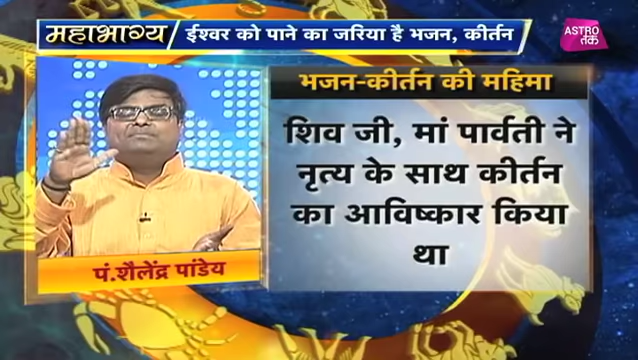 महाभाग्य
ईश्वर को पाने का जरिया है भजन, कीर्तन
ASTRO
तक
भजन-कीर्तन की महिमा
शिव जी, मां पार्वती ने
नृत्य के साथ कीर्तन
का आविष्कार किया
था
पं.शैलेंद्र पांडेय